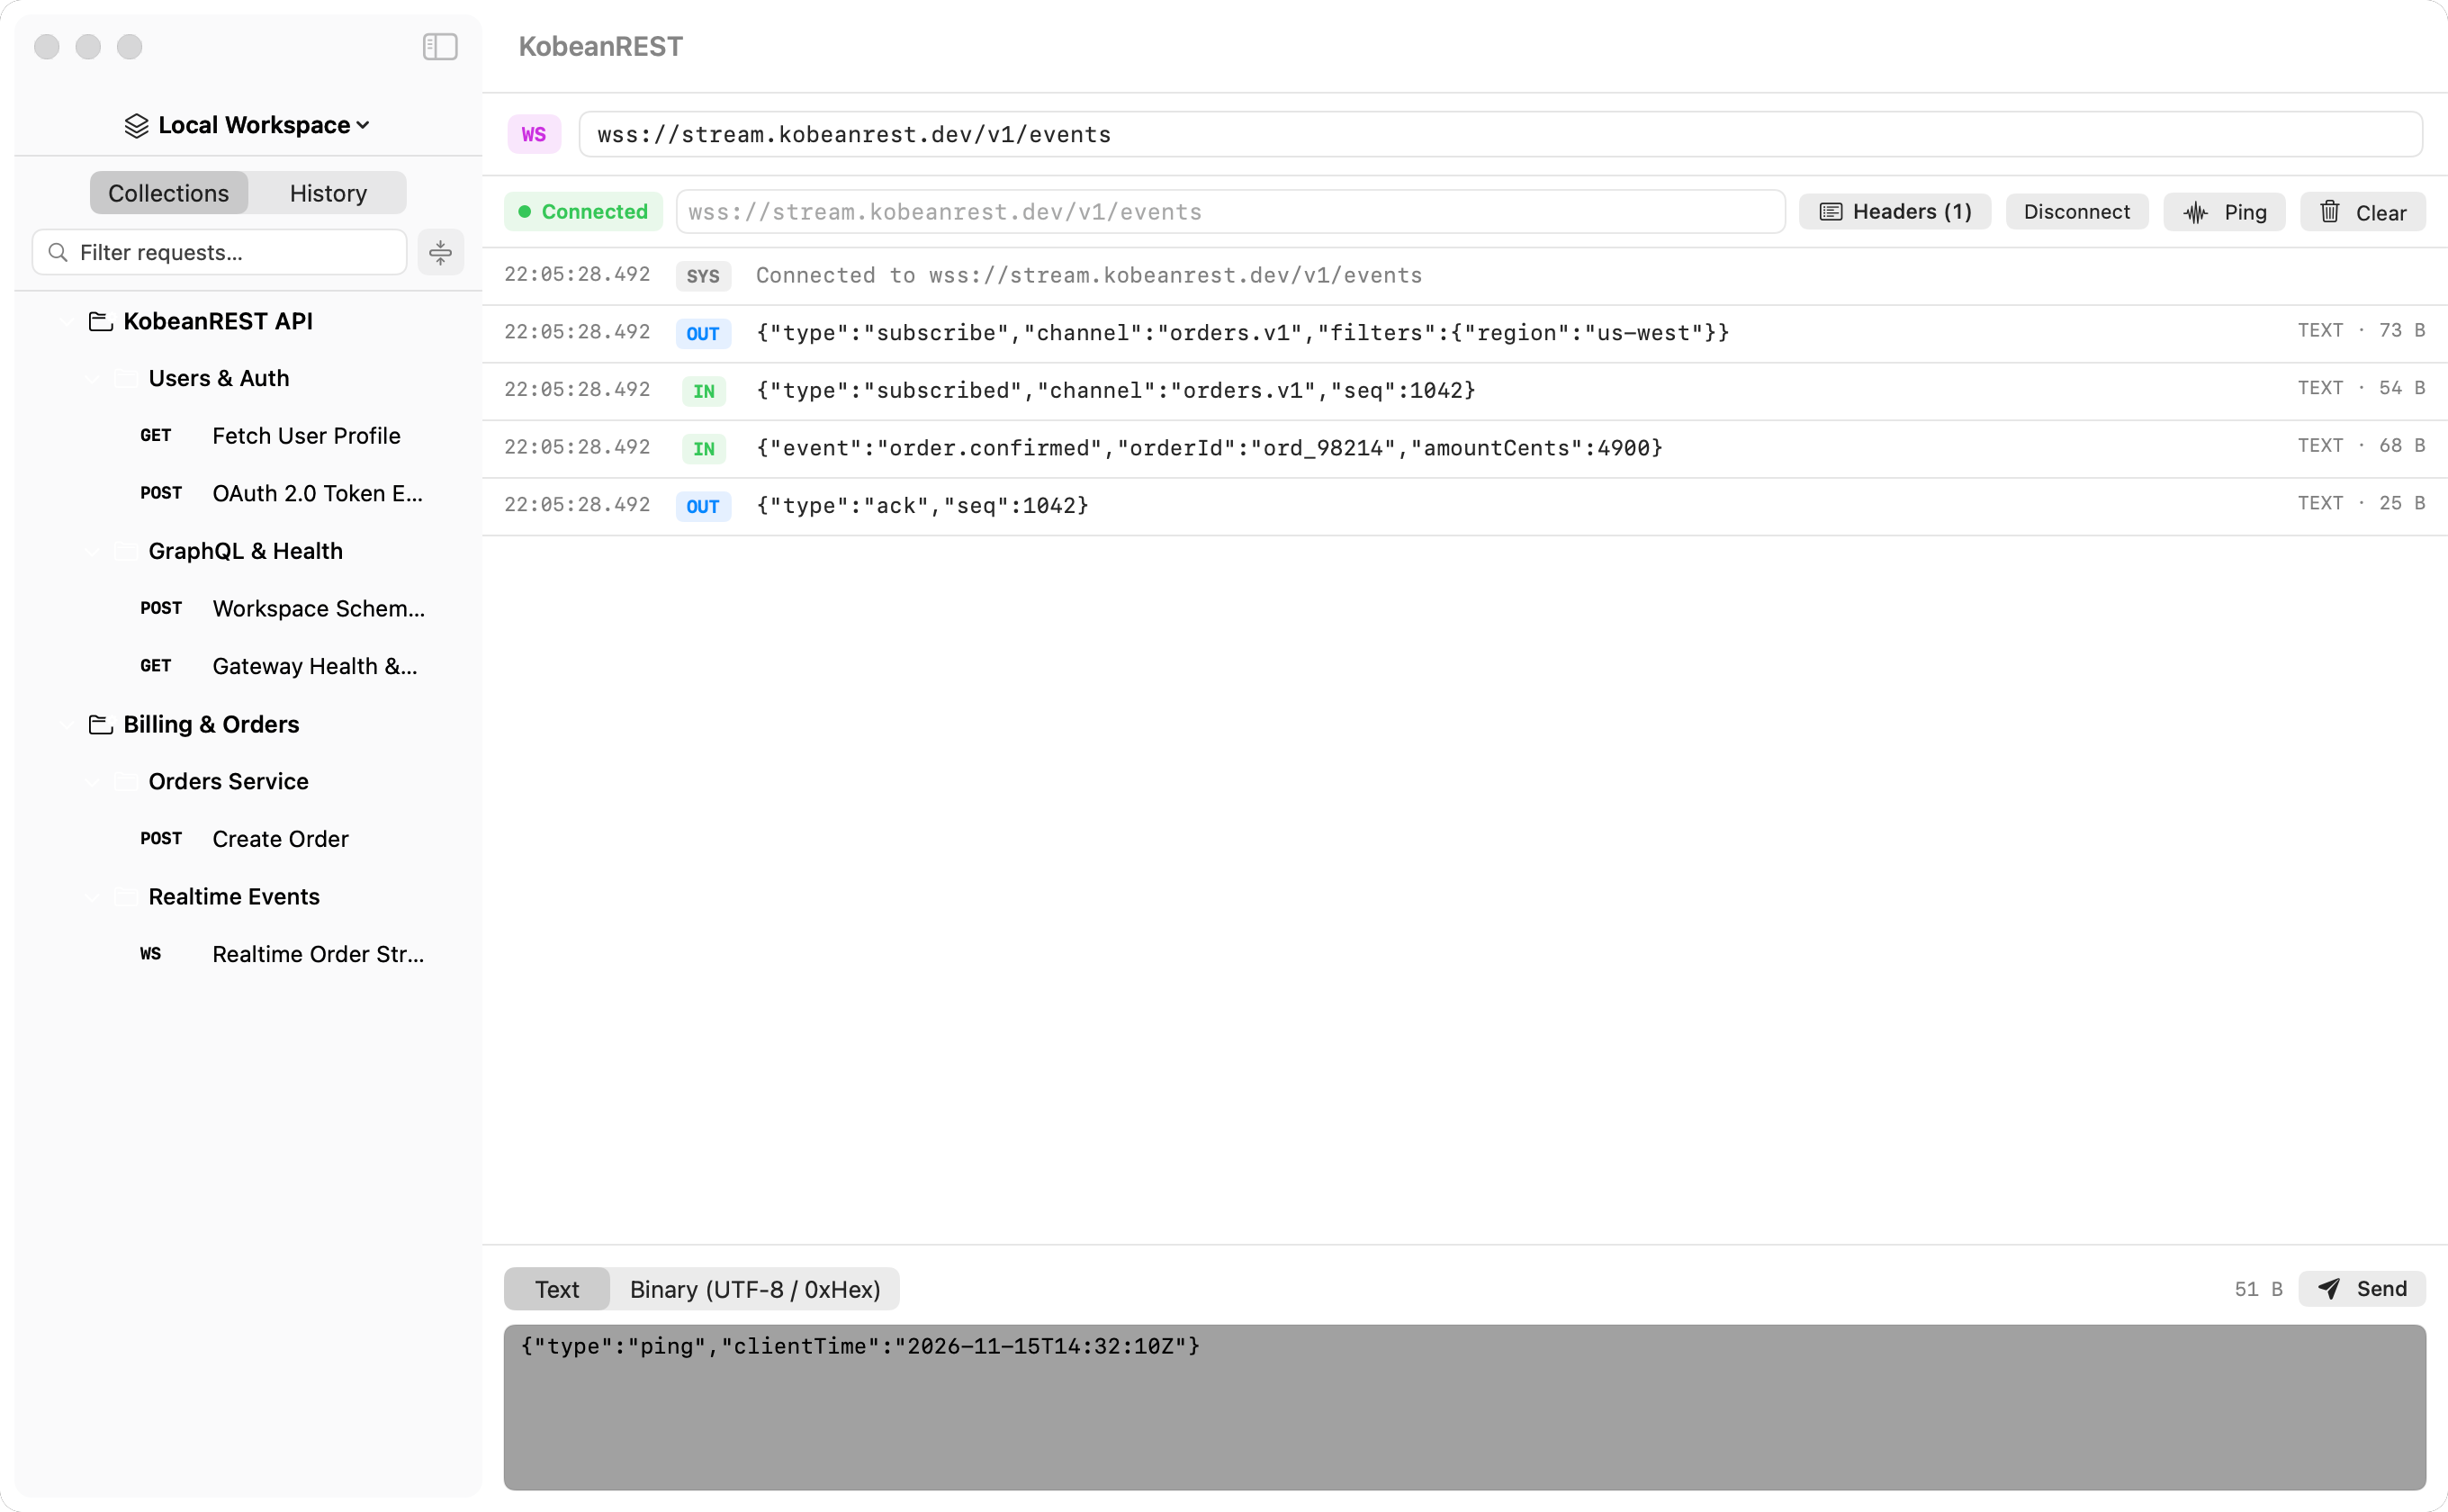 KobeanREST
Local Workspace
Collections History
Filter requests...
KobeanREST API
Users & Auth
GET Fetch User Profile
POST OAuth 2.0 Token E...
GraphQL & Health
POST Workspace Schem...
GET Gateway Health &...
Billing & Orders
Orders Service
POST Create Order
Realtime Events
WS Realtime Order Str...
WS wss://stream.kobeanrest.dev/v1/events
Connected wss://stream.kobeanrest.dev/v1/events Headers (1) Disconnect Ping Clear
22:05:28.492 SYS Connected to wss://stream.kobeanrest.dev/v1/events
22:05:28.492 OUT {"type":"subscribe","channel":"orders.v1","filters":{"region":"us-west"}} TEXT · 73 B
22:05:28.492 IN {"type":"subscribed","channel":"orders.v1","seq":1042} TEXT · 54 B
22:05:28.492 IN {"event":"order.confirmed","orderId":"ord_98214","amountCents":4900} TEXT · 68 B
22:05:28.492 OUT {"type":"ack","seq":1042} TEXT · 25 B
Text Binary (UTF-8 / 0xHex) 51 B Send
{"type":"ping","clientTime":"2026-11-15T14:32:10Z"}